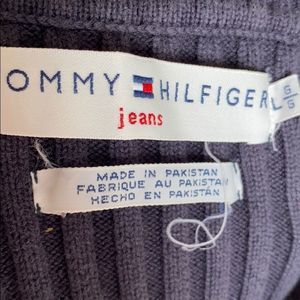 OMMY HILFIGER
jeans
L G/G
MADE IN PAKISTAN
FABRIQUE AU PAKISTAN
HECHO EN PAKISTAN